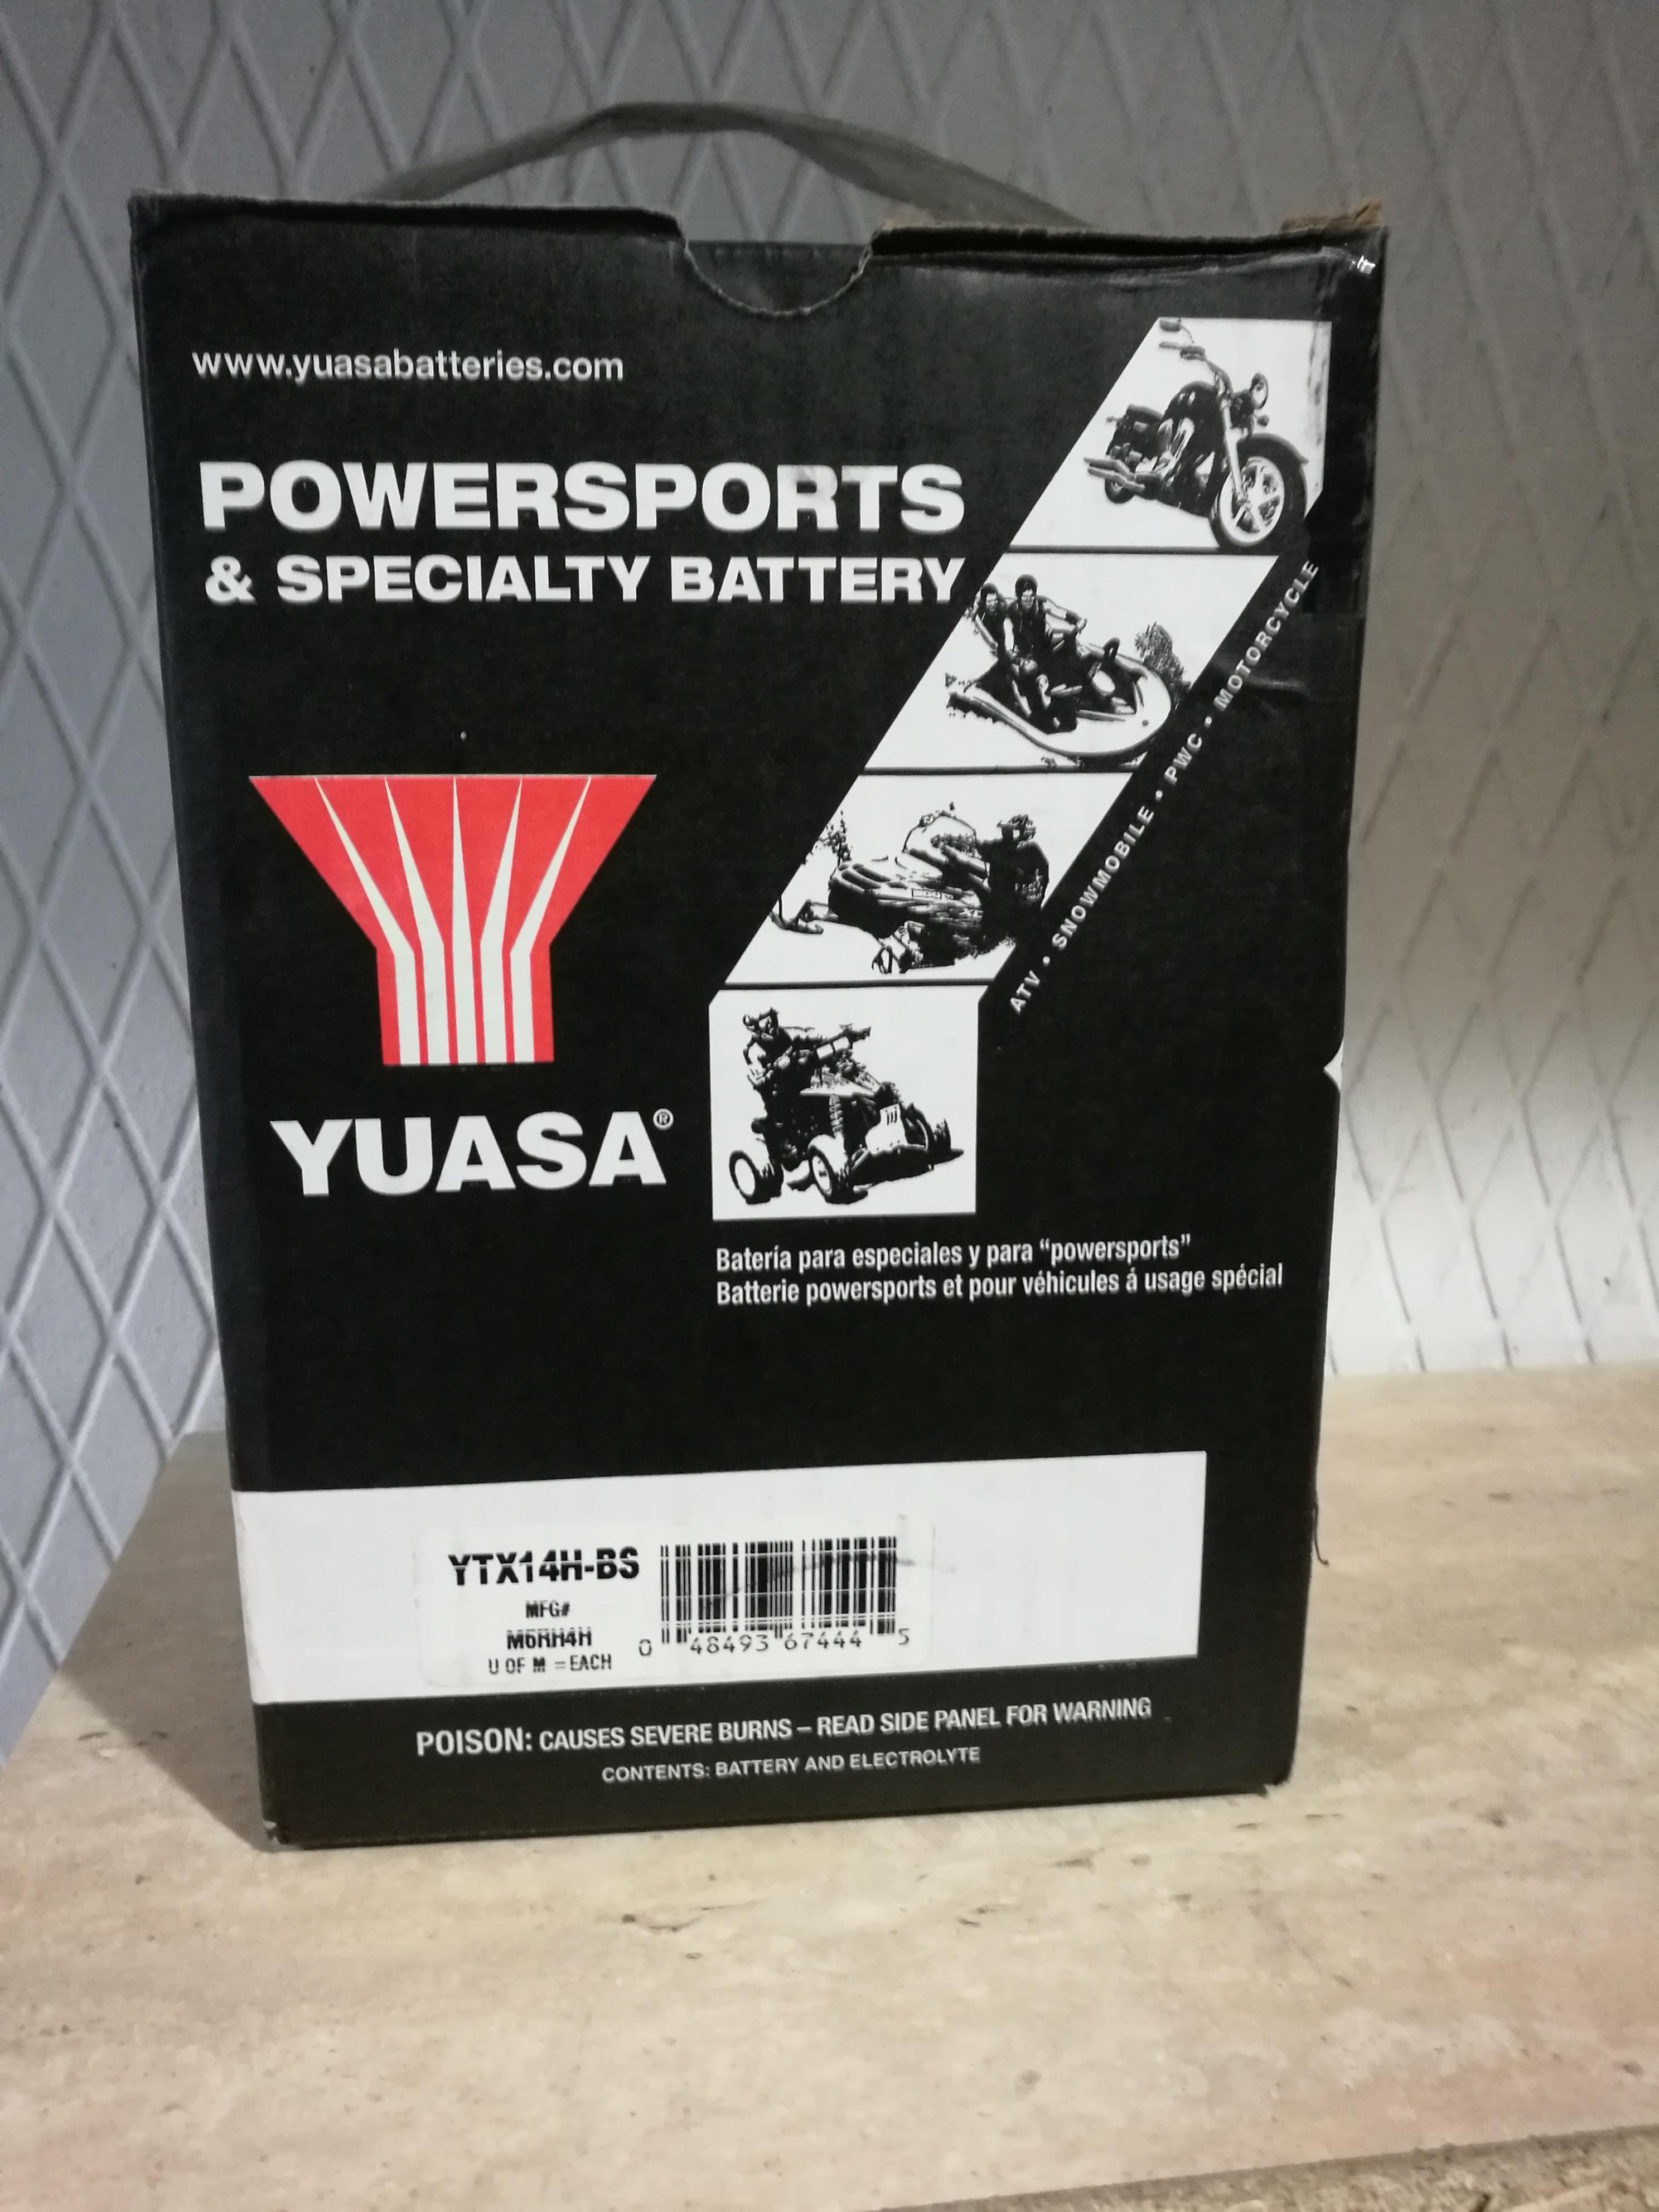 www.yuasabatteries.com
POWERSPORTS
& SPECIALTY BATTERY
ATV • SNOWMOBILE • PWC • MOTORCYCLE
YUASA®
Batería para especiales y para “powersports”
Batterie powersports et pour véhicules á usage spécial
YTX14H-BS
MFG#
M6RH4H
U OF M = EACH
0 48493 67444 5
POISON: CAUSES SEVERE BURNS – READ SIDE PANEL FOR WARNING
CONTENTS: BATTERY AND ELECTROLYTE